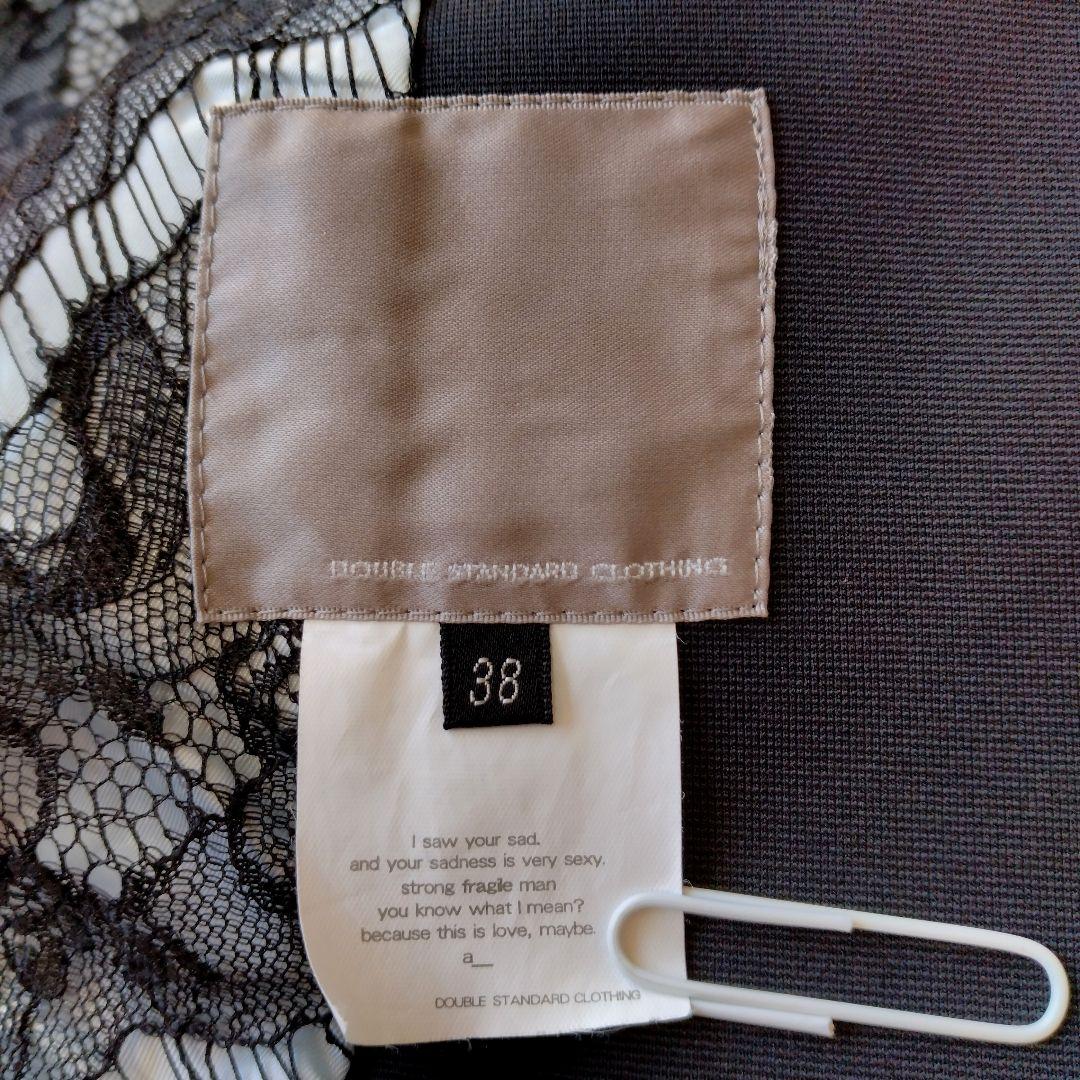 DOUBLE STANDARD CLOTHING
38
I saw your sad.
and your sadness is very sexy.
strong fragile man
you know what I mean?
because this is love, maybe.
a__
DOUBLE STANDARD CLOTHING